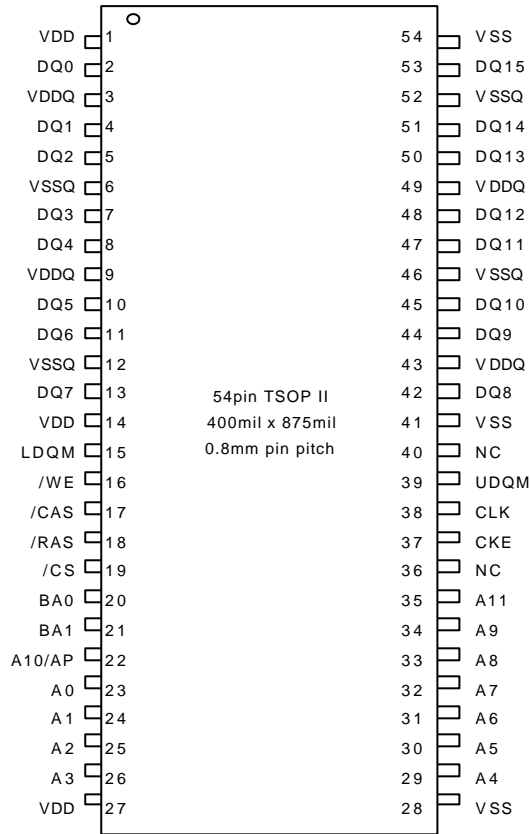 VDD 1 54 VSS
DQ0 2 53 DQ15
VDDQ 3 52 VSSQ
DQ1 4 51 DQ14
DQ2 5 50 DQ13
VSSQ 6 49 VDDQ
DQ3 7 48 DQ12
DQ4 8 47 DQ11
VDDQ 9 46 VSSQ
DQ5 10 45 DQ10
DQ6 11 44 DQ9
VSSQ 12 43 VDDQ
DQ7 13 42 DQ8
54pin TSOP II
VDD 14 41 VSS
400mil x 875mil
LDQM 15 40 NC
0.8mm pin pitch
/WE 16 39 UDQM
/CAS 17 38 CLK
/RAS 18 37 CKE
/CS 19 36 NC
BA0 20 35 A11
BA1 21 34 A9
A10/AP 22 33 A8
A0 23 32 A7
A1 24 31 A6
A2 25 30 A5
A3 26 29 A4
VDD 27 28 VSS